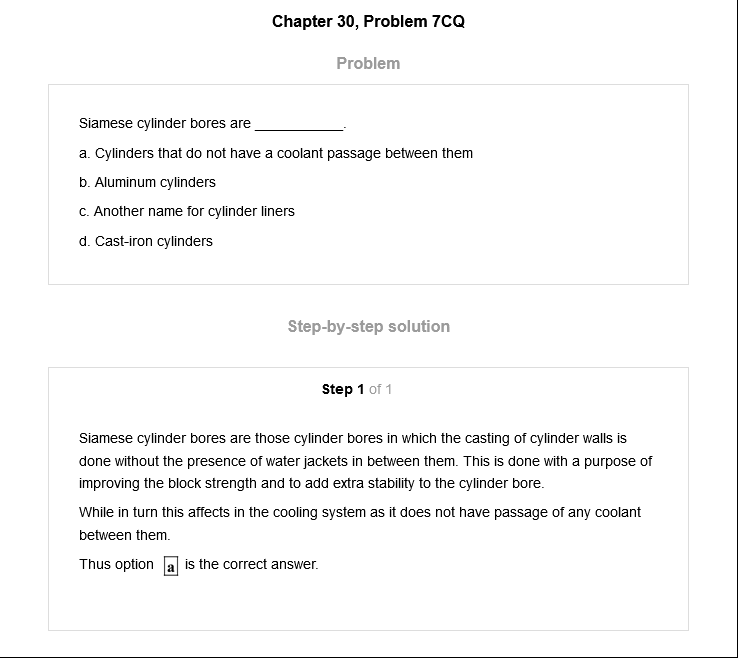 Chapter 30, Problem 7CQ
Problem
Siamese cylinder bores are ____________.
a. Cylinders that do not have a coolant passage between them
b. Aluminum cylinders
c. Another name for cylinder liners
d. Cast-iron cylinders
Step-by-step solution
Step 1 of 1
Siamese cylinder bores are those cylinder bores in which the casting of cylinder walls is
done without the presence of water jackets in between them. This is done with a purpose of
improving the block strength and to add extra stability to the cylinder bore.
While in turn this affects in the cooling system as it does not have passage of any coolant
between them.
Thus option a is the correct answer.